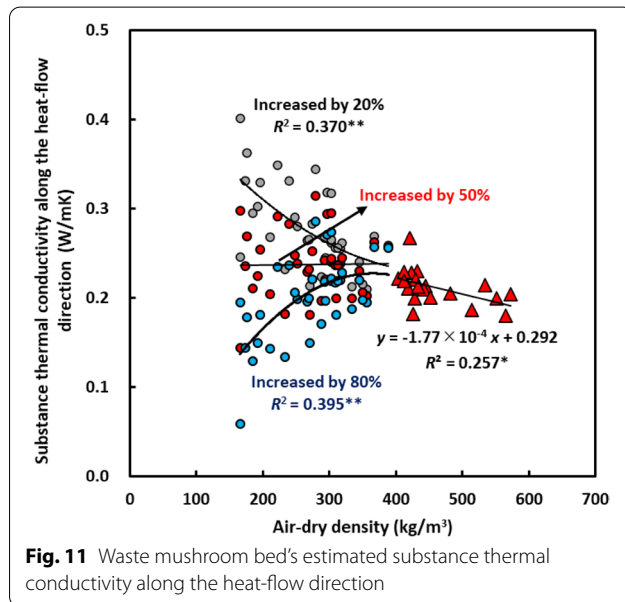 Substance thermal conductivity along the heat-flow
direction (W/mK)
0.5
0.4
0.3
0.2
0.1
0.0
Increased by 20%
R² = 0.370**
Increased by 50%
y = -1.77 × 10⁻⁴ x + 0.292
R² = 0.257*
Increased by 80%
R² = 0.395**
0 100 200 300 400 500 600 700
Air-dry density (kg/m³)
Fig. 11 Waste mushroom bed's estimated substance thermal
conductivity along the heat-flow direction